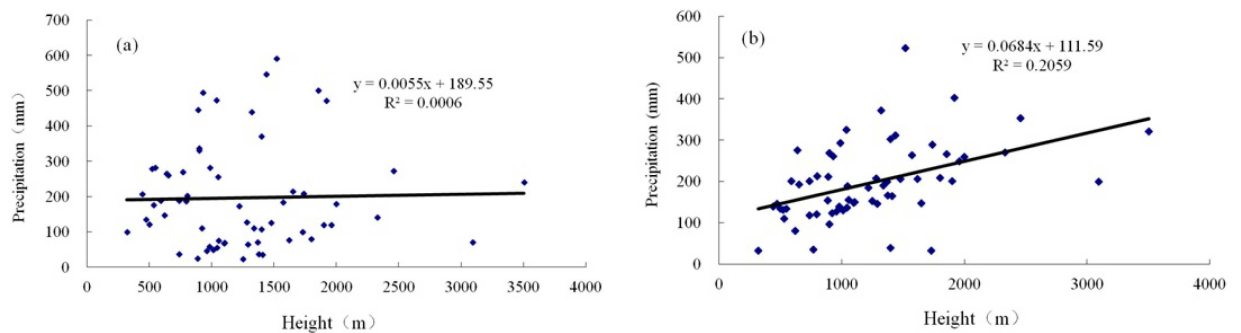 (a)
y = 0.0055x + 189.55
R² = 0.0006
Precipitation（mm）
700
600
500
400
300
200
100
0
0 500 1000 1500 2000 2500 3000 3500 4000
Height（m）
(b)
y = 0.0684x + 111.59
R² = 0.2059
Precipitation (mm)
600
500
400
300
200
100
0
0 1000 2000 3000 4000
Height（m）